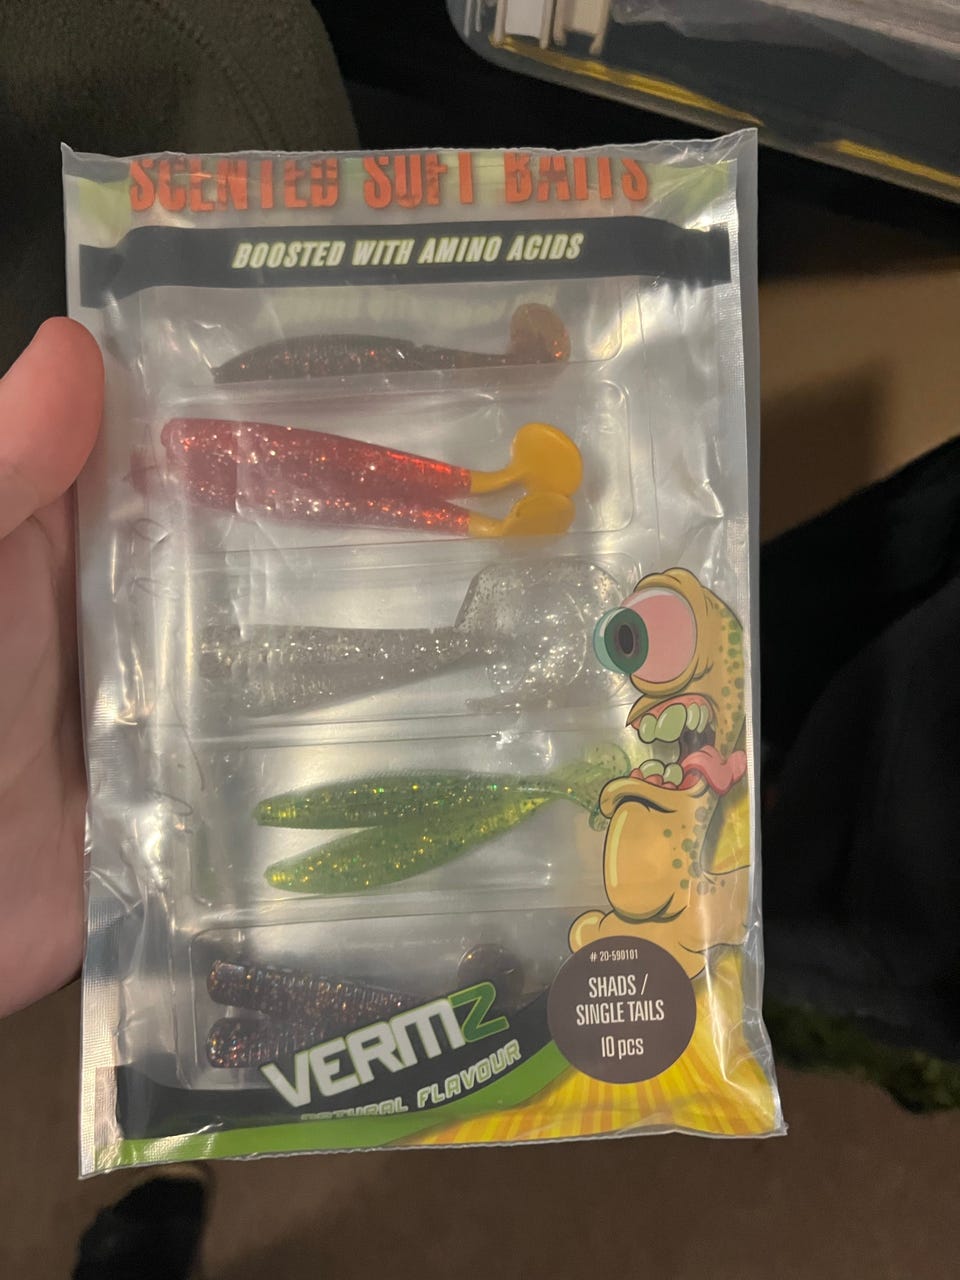 SCENTED SOFT BAITS
BOOSTED WITH AMINO ACIDS
# 20-590101
SHADS /
SINGLE TAILS
10 pcs
VERMZ
NATURAL FLAVOUR